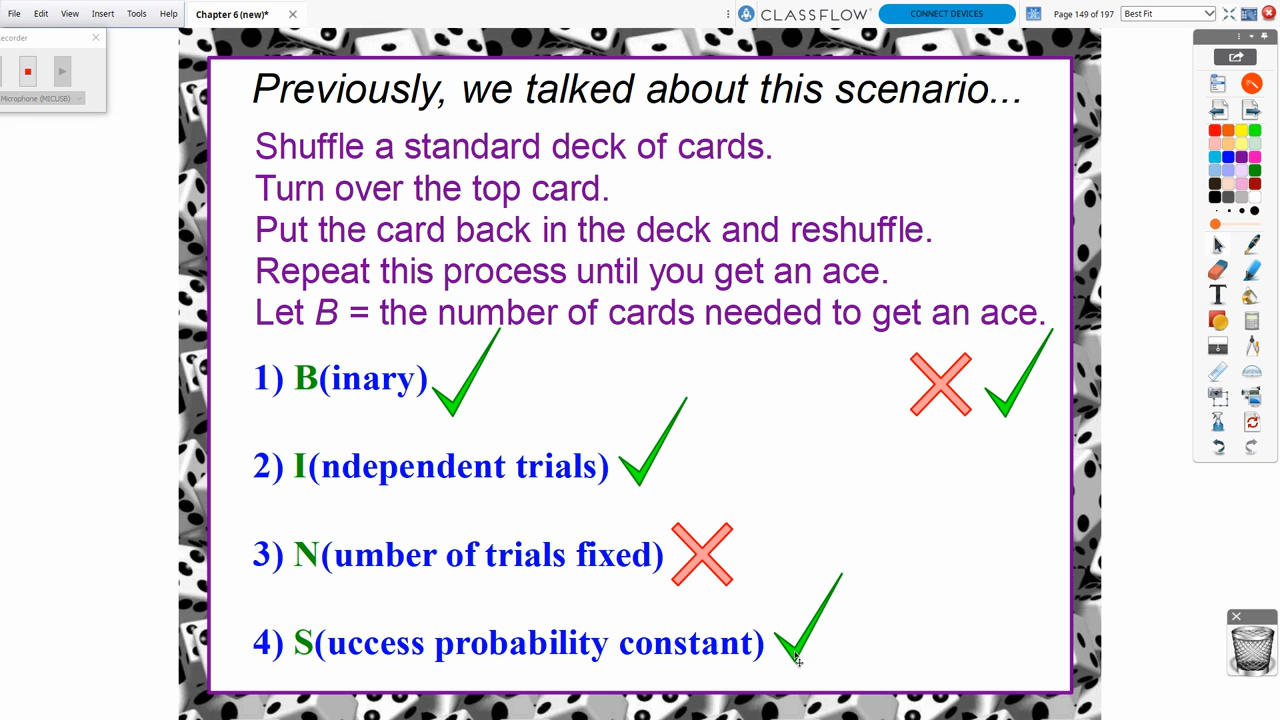 File Edit View Insert Tools Help Chapter 6 (new)* CLASSFLOW CONNECT DEVICES Page 149 of 197 Best Fit
ecorder
Microphone (MICUSB)
Previously, we talked about this scenario...
Shuffle a standard deck of cards.
Turn over the top card.
Put the card back in the deck and reshuffle.
Repeat this process until you get an ace.
Let B = the number of cards needed to get an ace.
1) B(inary)
2) I(ndependent trials)
3) N(umber of trials fixed)
4) S(uccess probability constant)